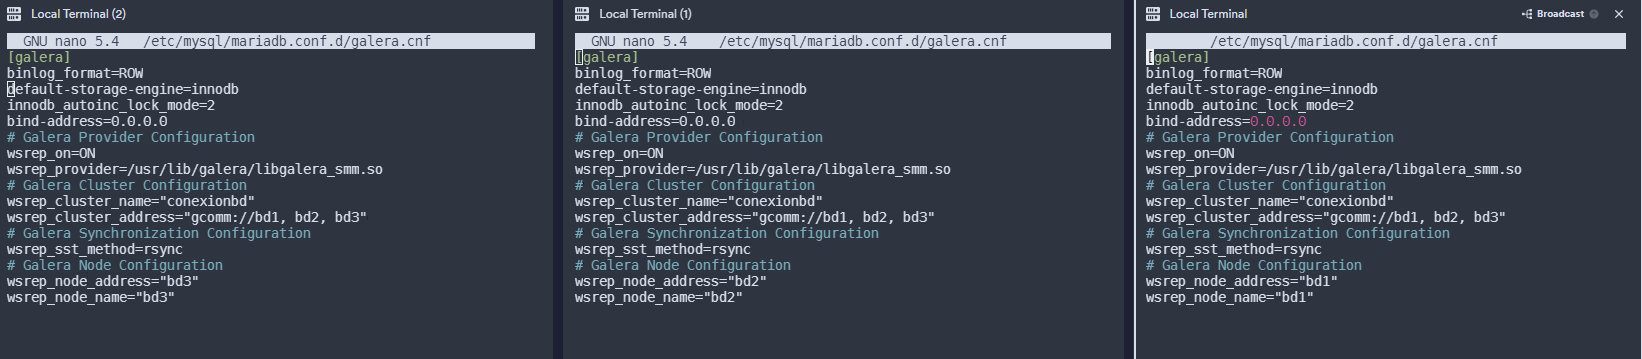 Local Terminal (2)
GNU nano 5.4 /etc/mysql/mariadb.conf.d/galera.cnf
[galera]
binlog_format=ROW
default-storage-engine=innodb
innodb_autoinc_lock_mode=2
bind-address=0.0.0.0
# Galera Provider Configuration
wsrep_on=ON
wsrep_provider=/usr/lib/galera/libgalera_smm.so
# Galera Cluster Configuration
wsrep_cluster_name="conexionbd"
wsrep_cluster_address="gcomm://bd1, bd2, bd3"
# Galera Synchronization Configuration
wsrep_sst_method=rsync
# Galera Node Configuration
wsrep_node_address="bd3"
wsrep_node_name="bd3"
Local Terminal (1)
GNU nano 5.4 /etc/mysql/mariadb.conf.d/galera.cnf
[galera]
binlog_format=ROW
default-storage-engine=innodb
innodb_autoinc_lock_mode=2
bind-address=0.0.0.0
# Galera Provider Configuration
wsrep_on=ON
wsrep_provider=/usr/lib/galera/libgalera_smm.so
# Galera Cluster Configuration
wsrep_cluster_name="conexionbd"
wsrep_cluster_address="gcomm://bd1, bd2, bd3"
# Galera Synchronization Configuration
wsrep_sst_method=rsync
# Galera Node Configuration
wsrep_node_address="bd2"
wsrep_node_name="bd2"
Local Terminal
Broadcast
/etc/mysql/mariadb.conf.d/galera.cnf
[galera]
binlog_format=ROW
default-storage-engine=innodb
innodb_autoinc_lock_mode=2
bind-address=0.0.0.0
# Galera Provider Configuration
wsrep_on=ON
wsrep_provider=/usr/lib/galera/libgalera_smm.so
# Galera Cluster Configuration
wsrep_cluster_name="conexionbd"
wsrep_cluster_address="gcomm://bd1, bd2, bd3"
# Galera Synchronization Configuration
wsrep_sst_method=rsync
# Galera Node Configuration
wsrep_node_address="bd1"
wsrep_node_name="bd1"